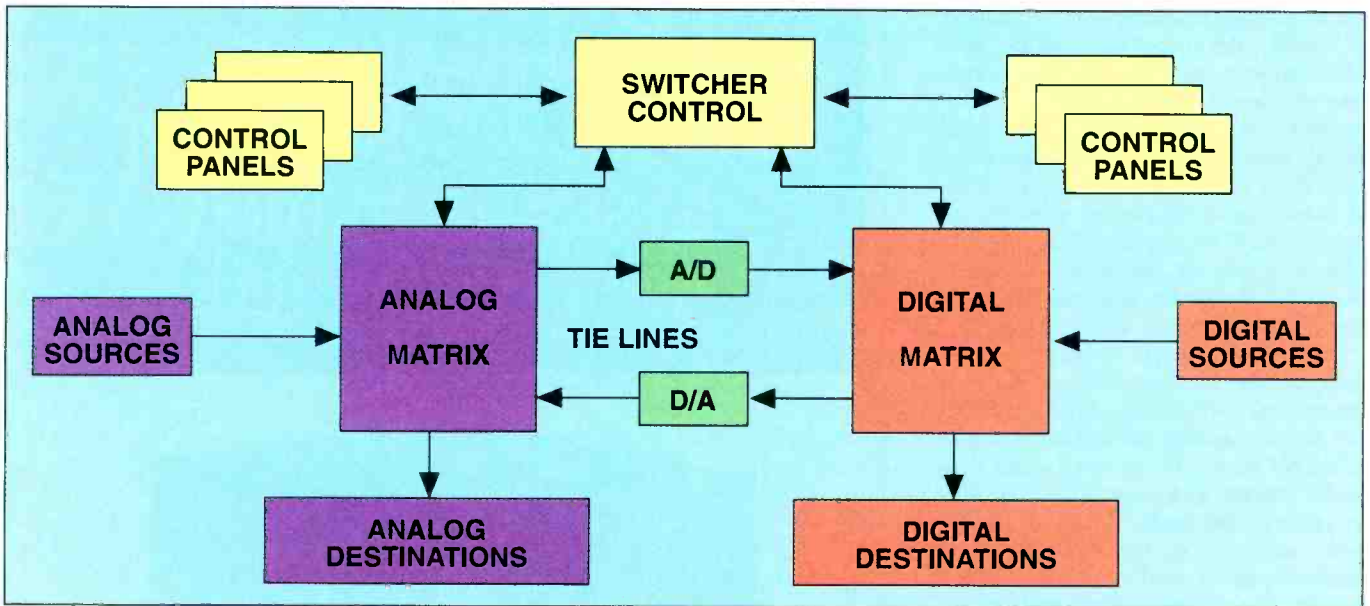 SWITCHER
CONTROL
CONTROL
PANELS
CONTROL
PANELS
ANALOG
MATRIX
A/D
DIGITAL
MATRIX
ANALOG
SOURCES
TIE LINES
DIGITAL
SOURCES
D/A
ANALOG
DESTINATIONS
DIGITAL
DESTINATIONS